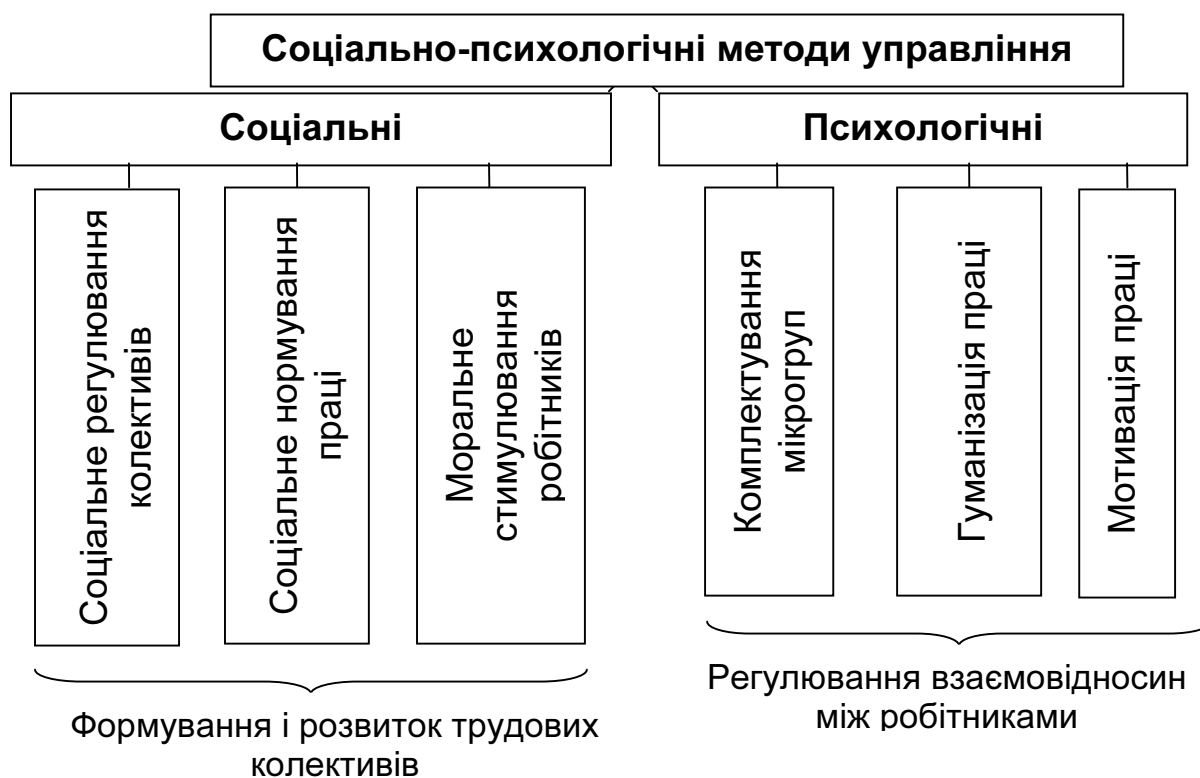 Соціально-психологічні методи управління
Соціальні
Психологічні
Соціальне регулювання
колективів
Соціальне нормування
праці
Моральне
стимулювання
робітників
Комплектування
мікрогруп
Гуманізація праці
Мотивація праці
Формування і розвиток трудових
колективів
Регулювання взаємовідносин
між робітниками